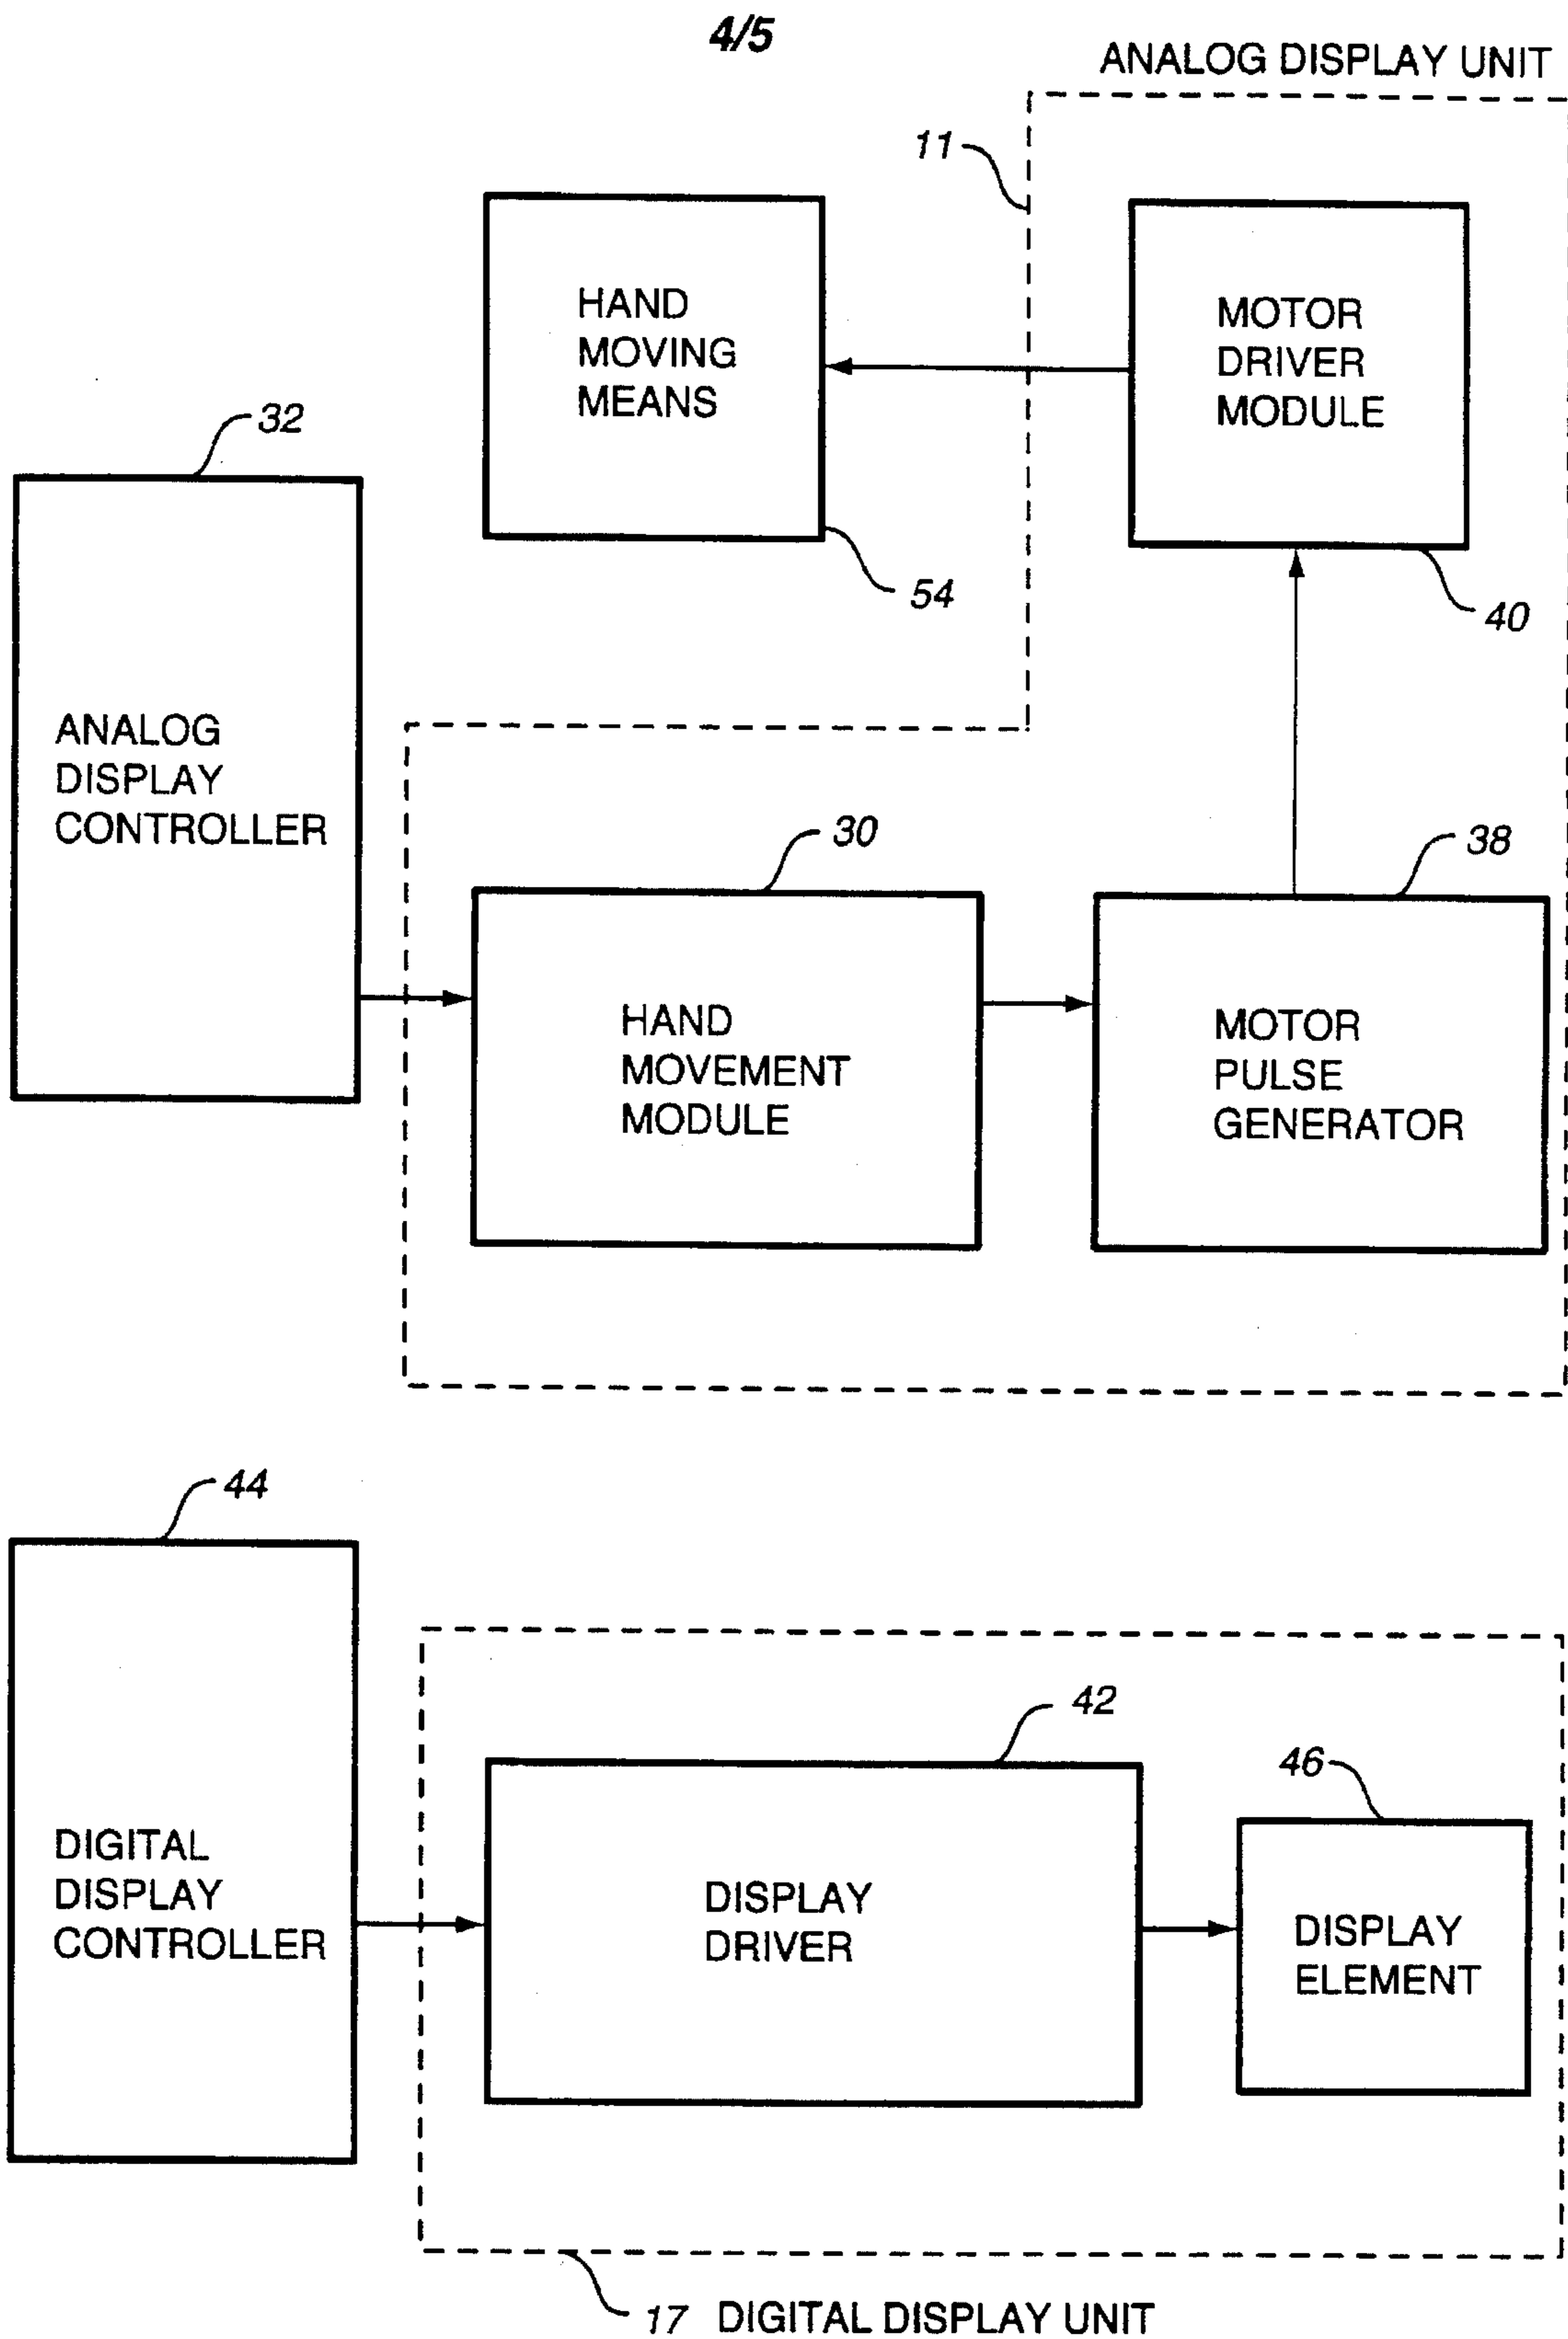 4/5
ANALOG DISPLAY UNIT
11
HAND
MOVING
MEANS
MOTOR
DRIVER
MODULE
32
54
40
ANALOG
DISPLAY
CONTROLLER
30
38
HAND
MOVEMENT
MODULE
MOTOR
PULSE
GENERATOR
44
42
46
DIGITAL
DISPLAY
CONTROLLER
DISPLAY
DRIVER
DISPLAY
ELEMENT
17 DIGITAL DISPLAY UNIT